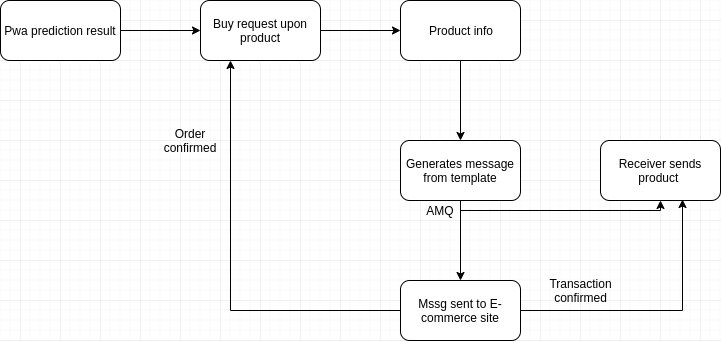 Pwa prediction result
Buy request upon
product
Product info
Order
confirmed
Generates message
from template
Receiver sends
product
AMQ
Mssg sent to E-
commerce site
Transaction
confirmed